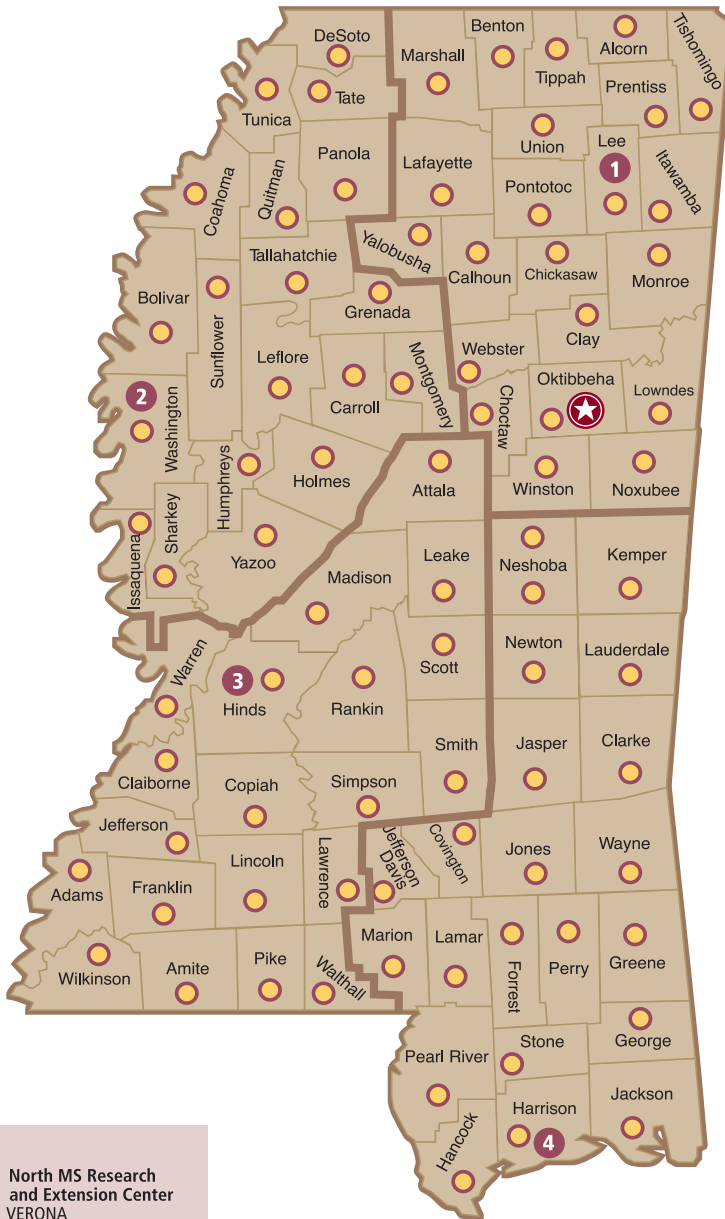 DeSoto
Marshall
Benton
Tippah
Alcorn
Tishomingo
Prentiss
Tunica
Tate
Panola
Quitman
Coahoma
Lafayette
Union
Lee
1
Pontotoc
Itawamba
Yalobusha
Tallahatchie
Calhoun
Chickasaw
Monroe
Bolivar
Sunflower
Grenada
Clay
Webster
Leflore
Montgomery
Carroll
Choctaw
Oktibbeha
Lowndes
2
Washington
Humphreys
Holmes
Attala
Winston
Noxubee
Issaquena
Sharkey
Yazoo
Madison
Leake
Neshoba
Kemper
Warren
3
Hinds
Rankin
Scott
Newton
Lauderdale
Claiborne
Copiah
Simpson
Smith
Jasper
Clarke
Jefferson
Lincoln
Lawrence
Jefferson
Davis
Covington
Jones
Wayne
Adams
Franklin
Wilkinson
Amite
Pike
Walthall
Marion
Lamar
Forrest
Perry
Greene
Pearl River
Stone
George
Hancock
Harrison
4
Jackson
North MS Research
and Extension Center
VERONA